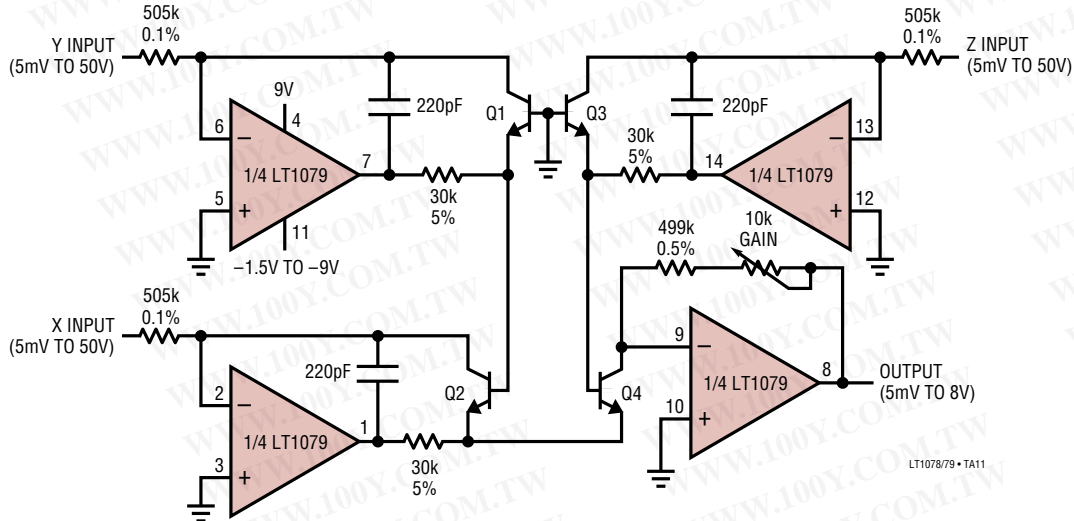 505k
0.1%
Y INPUT
(5mV TO 50V)
9V
4
6
−
220pF
Q1
Q3
220pF
505k
0.1%
Z INPUT
(5mV TO 50V)
13
−
1/4 LT1079
7
30k
5%
30k
5%
14
1/4 LT1079
5
+
11
−1.5V TO −9V
12
+
499k
0.5%
10k
GAIN
505k
0.1%
X INPUT
(5mV TO 50V)
220pF
Q2
Q4
2
−
1/4 LT1079
1
30k
5%
3
+
9
−
1/4 LT1079
8
OUTPUT
(5mV TO 8V)
10
+
LT1078/79 • TA11
WWW.100Y.COM.TW